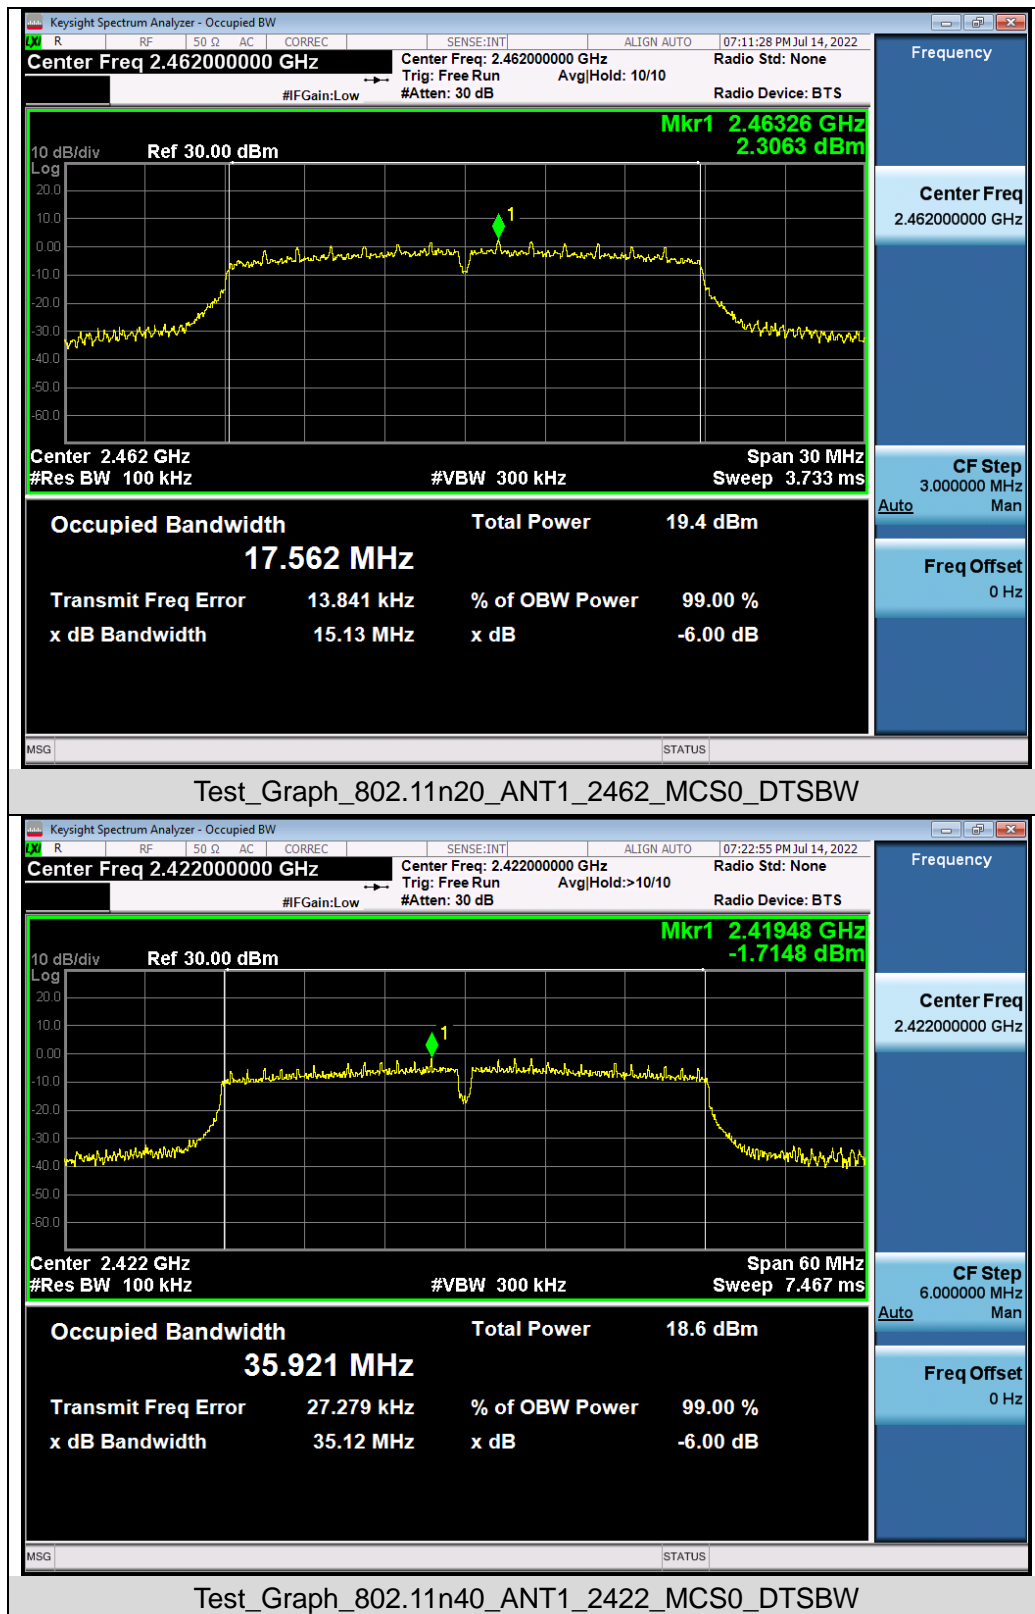 Keysight Spectrum Analyzer - Occupied BW
LXI R RF 50 Ω AC CORREC SENSE:INT ALIGN AUTO 07:11:28 PM Jul 14, 2022
Center Freq 2.462000000 GHz
Center Freq: 2.462000000 GHz Radio Std: None
Trig: Free Run Avg|Hold: 10/10
#IFGain:Low #Atten: 30 dB Radio Device: BTS
Frequency
Mkr1 2.46326 GHz
2.3063 dBm
10 dB/div Ref 30.00 dBm
Log
20.0
10.0
0.00
-10.0
-20.0
-30.0
-40.0
-50.0
-60.0
1
Center 2.462 GHz Span 30 MHz
#Res BW 100 kHz #VBW 300 kHz Sweep 3.733 ms
Center Freq
2.462000000 GHz
CF Step
3.000000 MHz
Auto Man
Freq Offset
0 Hz
Occupied Bandwidth Total Power 19.4 dBm
17.562 MHz
Transmit Freq Error 13.841 kHz % of OBW Power 99.00 %
x dB Bandwidth 15.13 MHz x dB -6.00 dB
MSG STATUS
Test_Graph_802.11n20_ANT1_2462_MCS0_DTSBW
Keysight Spectrum Analyzer - Occupied BW
LXI R RF 50 Ω AC CORREC SENSE:INT ALIGN AUTO 07:22:55 PM Jul 14, 2022
Center Freq 2.422000000 GHz
Center Freq: 2.422000000 GHz Radio Std: None
Trig: Free Run Avg|Hold:>10/10
#IFGain:Low #Atten: 30 dB Radio Device: BTS
Frequency
Mkr1 2.41948 GHz
-1.7148 dBm
10 dB/div Ref 30.00 dBm
Log
20.0
10.0
0.00
-10.0
-20.0
-30.0
-40.0
-50.0
-60.0
1
Center 2.422 GHz Span 60 MHz
#Res BW 100 kHz #VBW 300 kHz Sweep 7.467 ms
Center Freq
2.422000000 GHz
CF Step
6.000000 MHz
Auto Man
Freq Offset
0 Hz
Occupied Bandwidth Total Power 18.6 dBm
35.921 MHz
Transmit Freq Error 27.279 kHz % of OBW Power 99.00 %
x dB Bandwidth 35.12 MHz x dB -6.00 dB
MSG STATUS
Test_Graph_802.11n40_ANT1_2422_MCS0_DTSBW